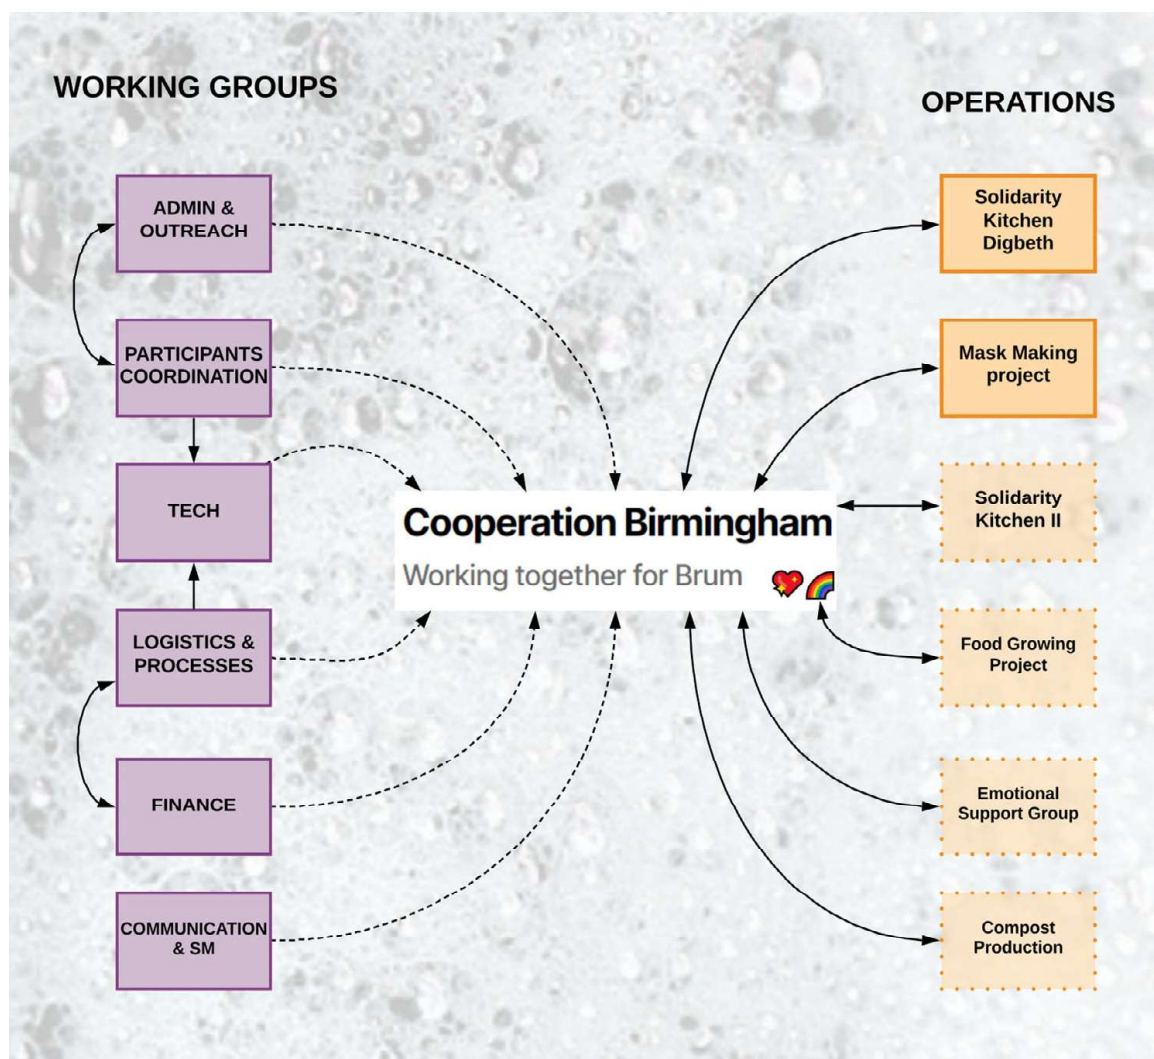 WORKING GROUPS
ADMIN &
OUTREACH
PARTICIPANTS
COORDINATION
TECH
LOGISTICS &
PROCESSES
FINANCE
COMMUNICATION
& SM
Cooperation Birmingham
Working together for Brum
OPERATIONS
Solidarity
Kitchen
Digbeth
Mask Making
project
Solidarity
Kitchen II
Food Growing
Project
Emotional
Support Group
Compost
Production